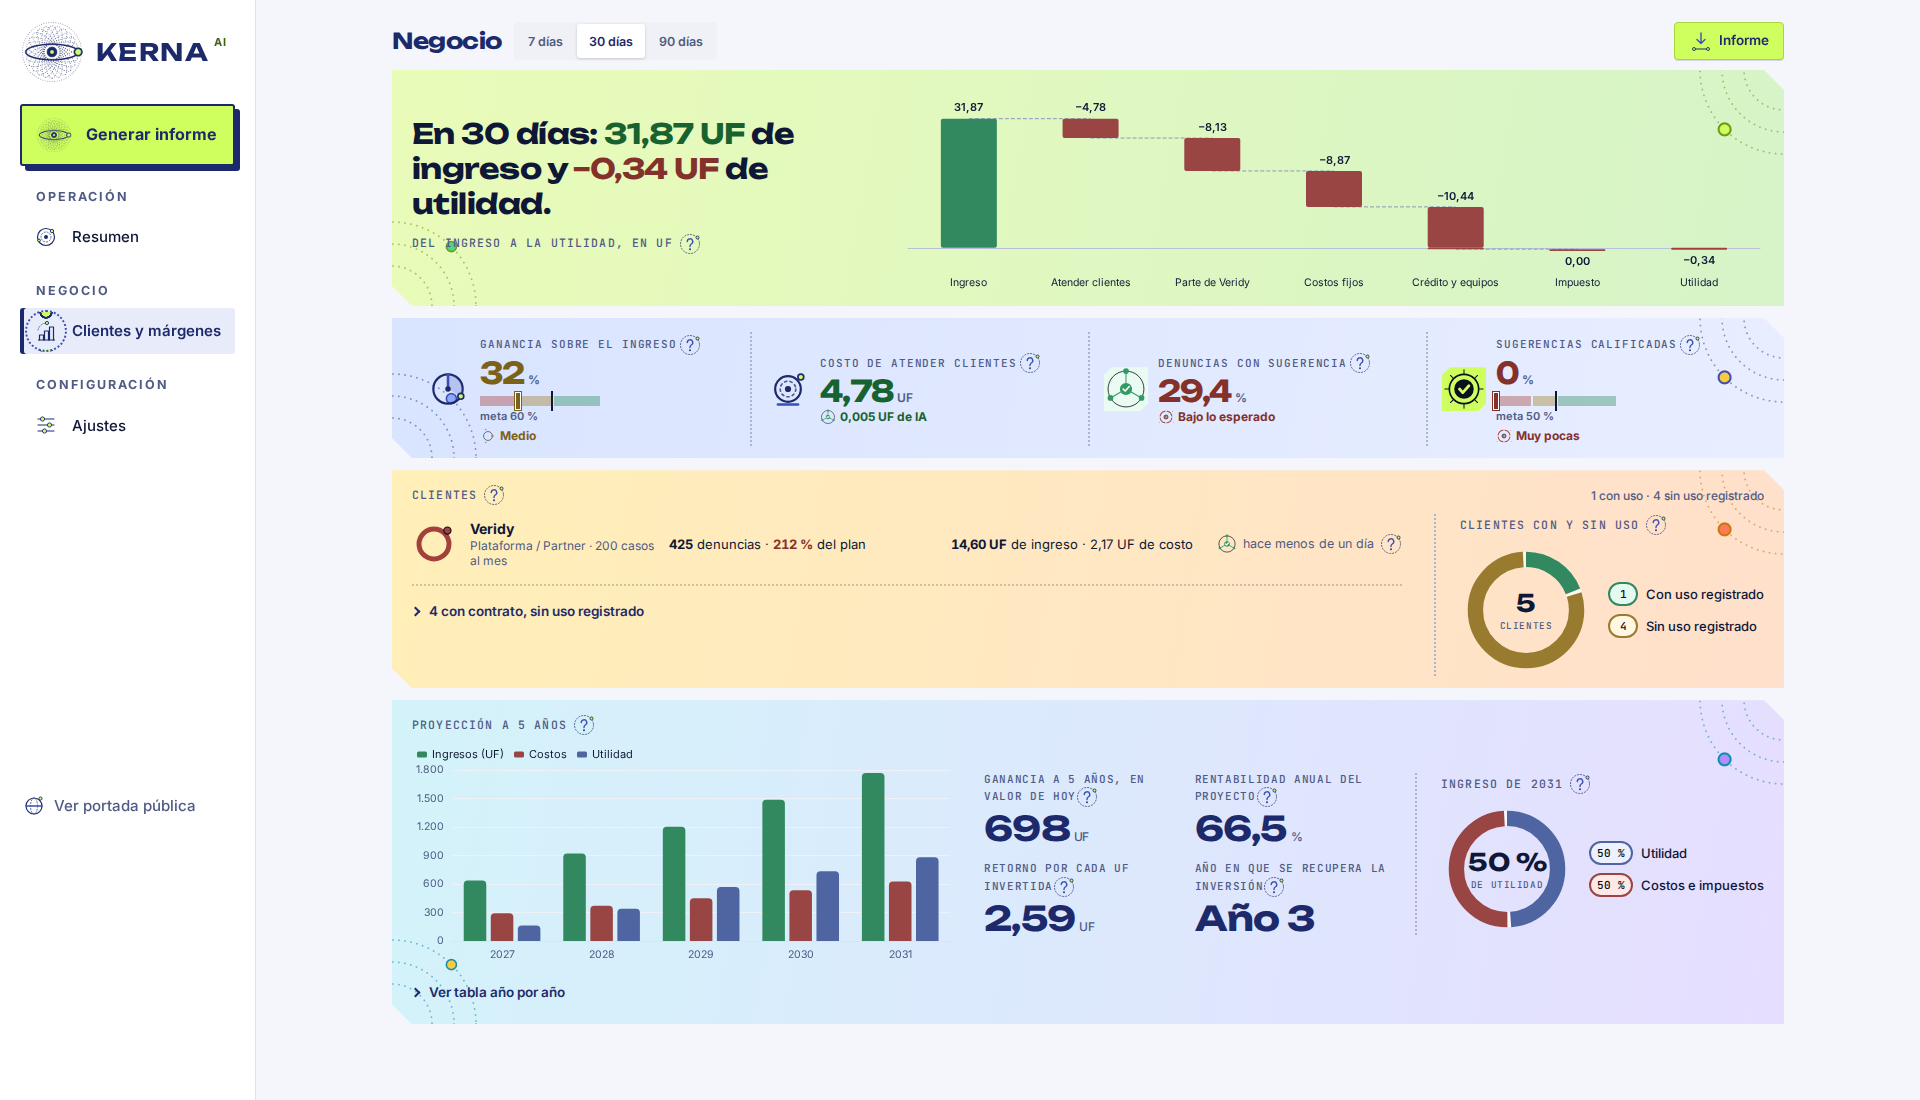 KERNA AI
Generar informe
OPERACIÓN
Resumen
NEGOCIO
Clientes y márgenes
CONFIGURACIÓN
Ajustes
Ver portada pública
Negocio
7 días
30 días
90 días
Informe
En 30 días: 31,87 UF de
ingreso y −0,34 UF de
utilidad.
DEL INGRESO A LA UTILIDAD, EN UF ?
31,87
−4,78
−8,13
−8,87
−10,44
0,00
−0,34
Ingreso
Atender clientes
Parte de Veridy
Costos fijos
Crédito y equipos
Impuesto
Utilidad
GANANCIA SOBRE EL INGRESO ?
32 %
meta 60 %
Medio
COSTO DE ATENDER CLIENTES ?
4,78 UF
0,005 UF de IA
DENUNCIAS CON SUGERENCIA ?
29,4 %
Bajo lo esperado
SUGERENCIAS CALIFICADAS ?
0 %
meta 50 %
Muy pocas
CLIENTES ?
1 con uso · 4 sin uso registrado
Veridy
Plataforma / Partner · 200 casos
al mes
425 denuncias · 212 % del plan
14,60 UF de ingreso · 2,17 UF de costo
hace menos de un día ?
4 con contrato, sin uso registrado
CLIENTES CON Y SIN USO ?
5
CLIENTES
1 Con uso registrado
4 Sin uso registrado
PROYECCIÓN A 5 AÑOS ?
Ingresos (UF) Costos Utilidad
1.800
1.500
1.200
900
600
300
0
2027
2028
2029
2030
2031
Ver tabla año por año
GANANCIA A 5 AÑOS, EN
VALOR DE HOY ?
698 UF
RENTABILIDAD ANUAL DEL
PROYECTO ?
66,5 %
RETORNO POR CADA UF
INVERTIDA ?
2,59 UF
AÑO EN QUE SE RECUPERA LA
INVERSIÓN ?
Año 3
INGRESO DE 2031 ?
50 %
DE UTILIDAD
50 % Utilidad
50 % Costos e impuestos